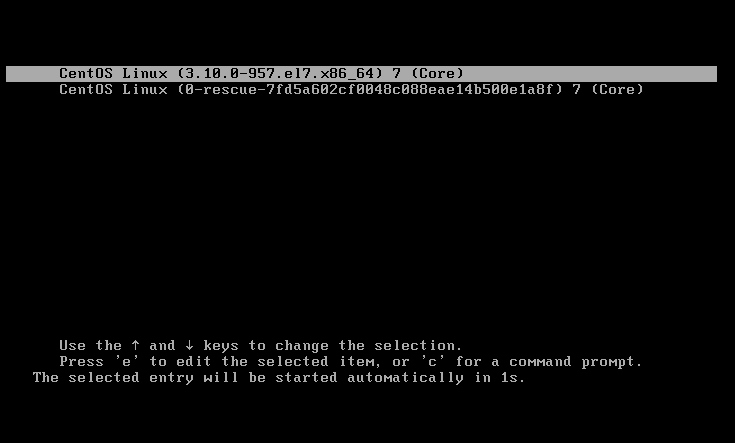 CentOS Linux (3.10.0-957.el7.x86_64) 7 (Core)
CentOS Linux (0-rescue-7fd5a602cf0048c088eae14b500e1a8f) 7 (Core)
Use the ↑ and ↓ keys to change the selection.
Press 'e' to edit the selected item, or 'c' for a command prompt.
The selected entry will be started automatically in 1s.